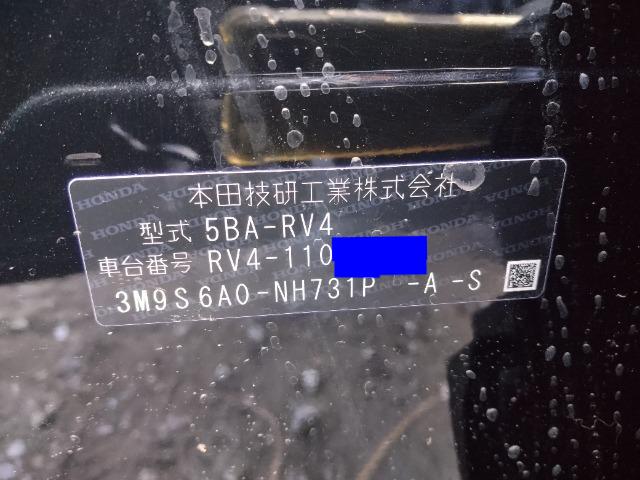 本田技研工業株式会社
型式 5BA-RV4
車台番号 RV4-110
3M9S6A0-NH731P -A -S